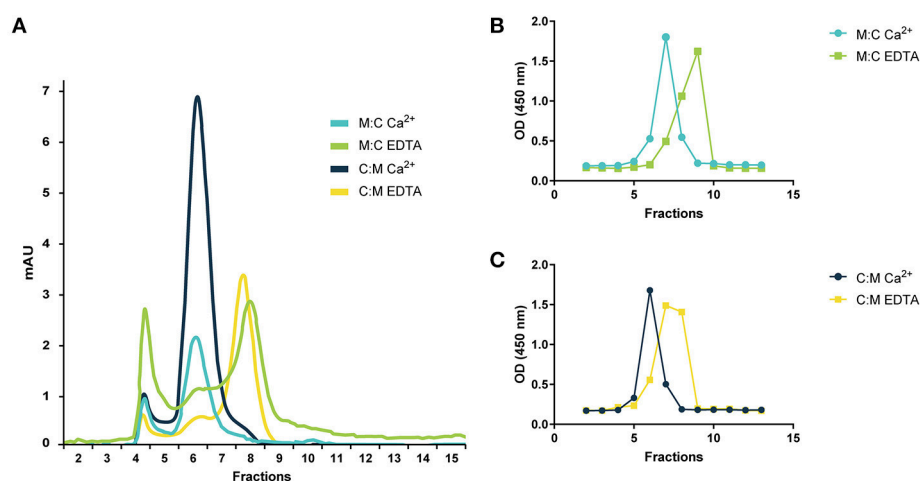 A
7
6
5
4
3
2
1
0
mAU
2 3 4 5 6 7 8 9 10 11 12 13 14 15
Fractions
M:C Ca²⁺
M:C EDTA
C:M Ca²⁺
C:M EDTA
B
2.0
1.5
1.0
0.5
0.0
OD (450 nm)
0 5 10 15
Fractions
M:C Ca²⁺
M:C EDTA
C
2.0
1.5
1.0
0.5
0.0
OD (450 nm)
0 5 10 15
Fractions
C:M Ca²⁺
C:M EDTA